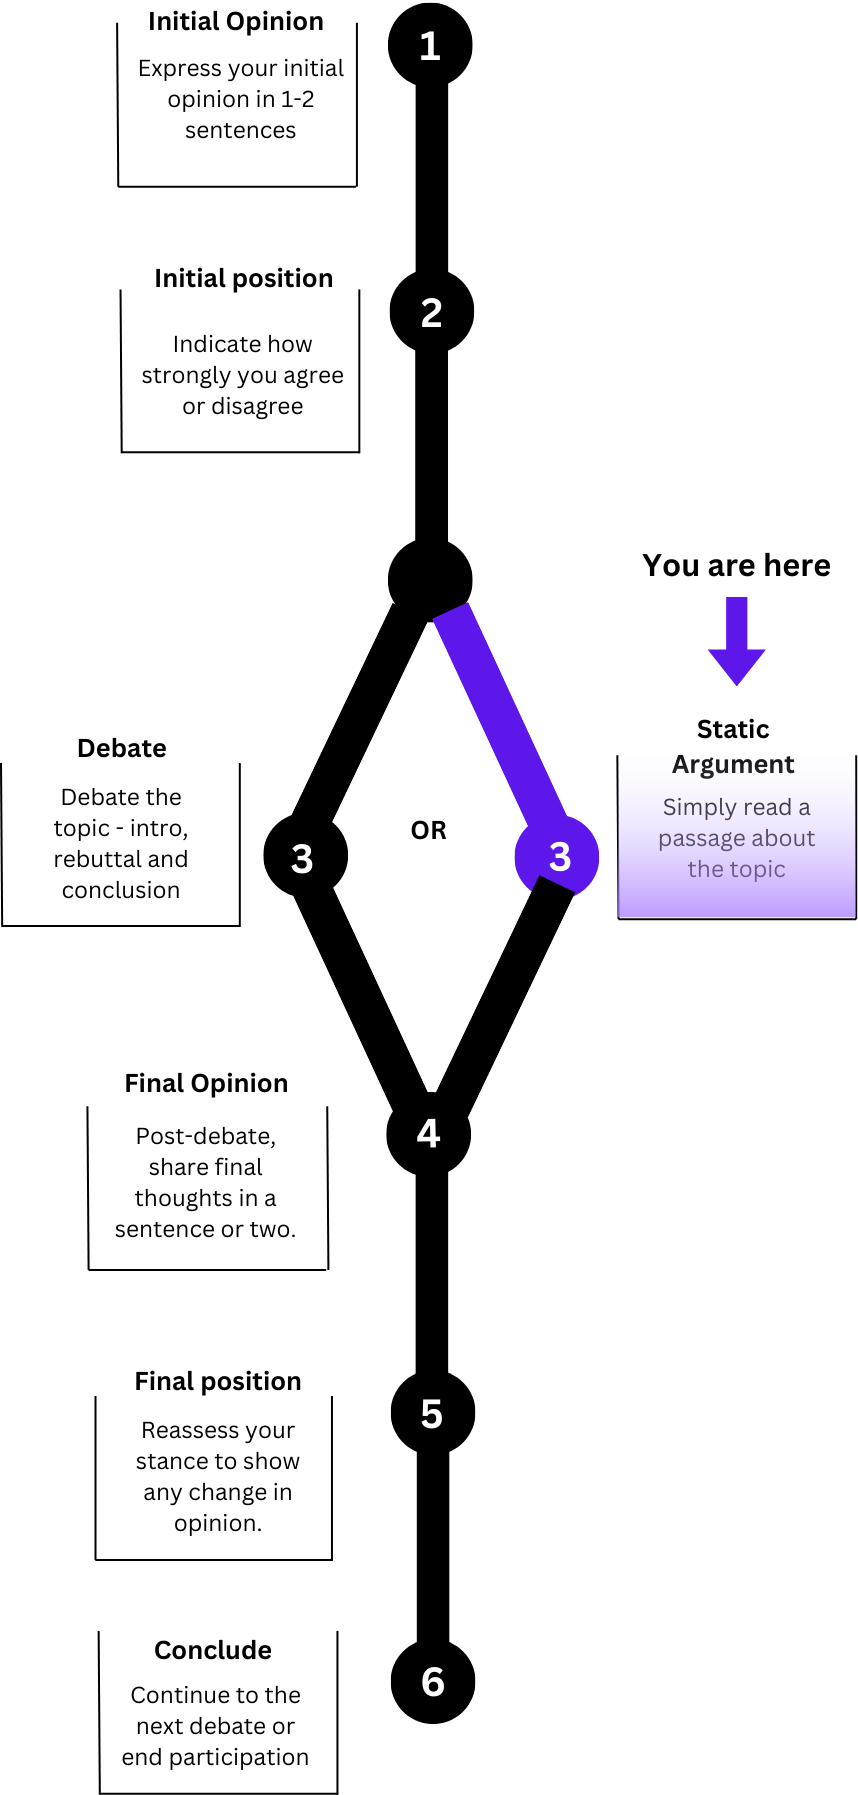 Initial Opinion
Express your initial
opinion in 1-2
sentences
1
Initial position
Indicate how
strongly you agree
or disagree
2
You are here
Debate
Debate the
topic - intro,
rebuttal and
conclusion
3
OR
3
Static
Argument
Simply read a
passage about
the topic
Final Opinion
Post-debate,
share final
thoughts in a
sentence or two.
4
Final position
Reassess your
stance to show
any change in
opinion.
5
Conclude
Continue to the
next debate or
end participation
6